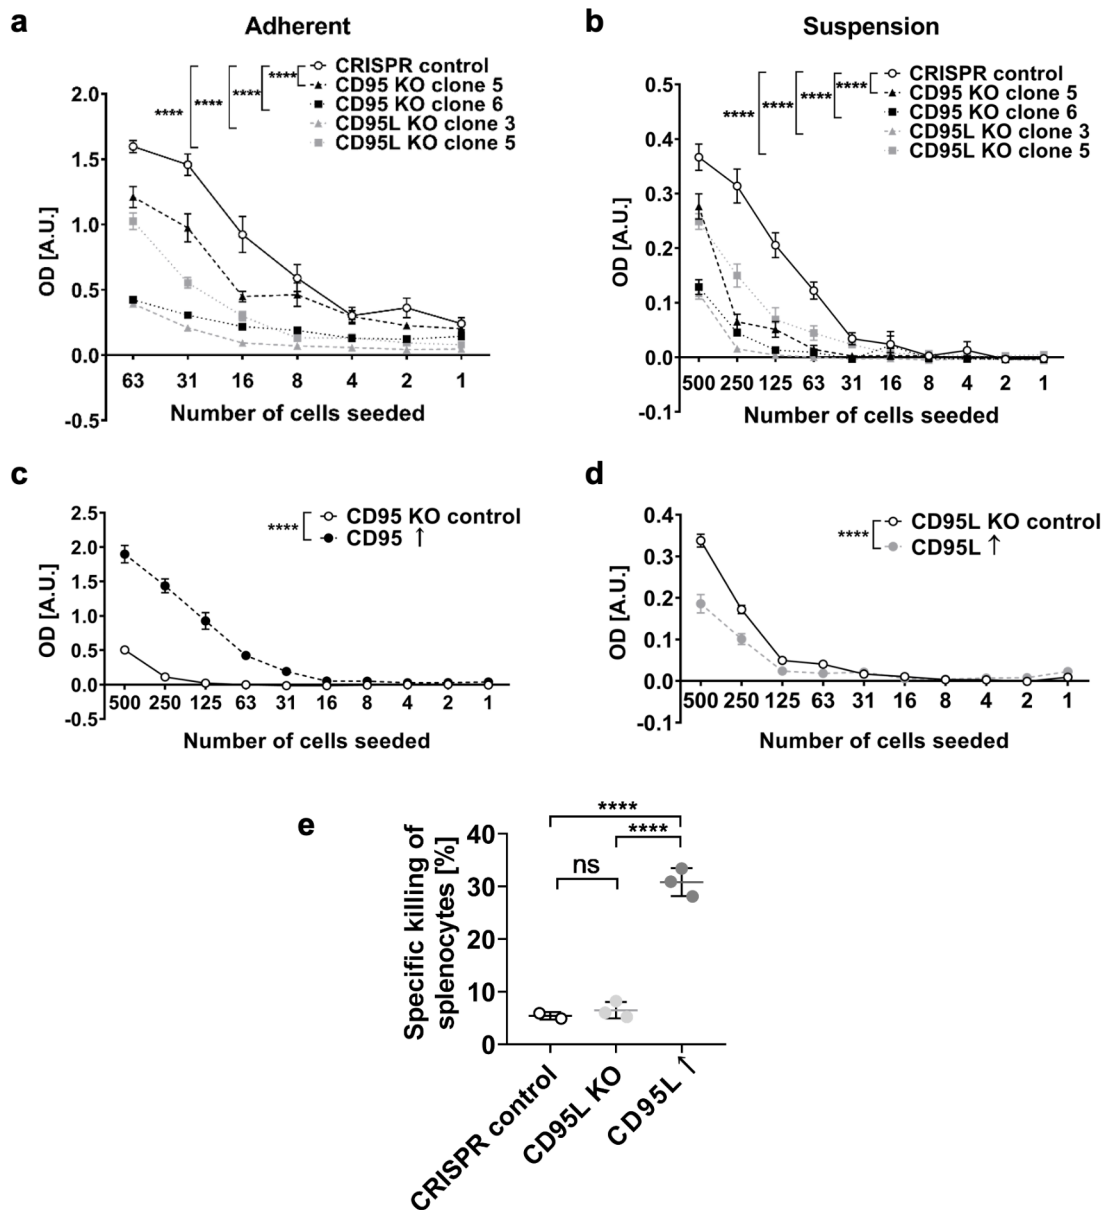 a
Adherent
****
****
****
****
CRISPR control
CD95 KO clone 5
CD95 KO clone 6
CD95L KO clone 3
CD95L KO clone 5
OD [A.U.]
2.0
1.5
1.0
0.5
0.0
-0.5
63 31 16 8 4 2 1
Number of cells seeded
b
Suspension
****
****
****
****
CRISPR control
CD95 KO clone 5
CD95 KO clone 6
CD95L KO clone 3
CD95L KO clone 5
OD [A.U.]
0.5
0.4
0.3
0.2
0.1
0.0
-0.1
500 250 125 63 31 16 8 4 2 1
Number of cells seeded
c
****
CD95 KO control
CD95 ↑
OD [A.U.]
2.5
2.0
1.5
1.0
0.5
0.0
-0.5
500 250 125 63 31 16 8 4 2 1
Number of cells seeded
d
****
CD95L KO control
CD95L ↑
OD [A.U.]
0.4
0.3
0.2
0.1
0.0
-0.1
500 250 125 63 31 16 8 4 2 1
Number of cells seeded
e
****
****
ns
Specific killing of
splenocytes [%]
40
30
20
10
0
CRISPR control
CD95L KO
CD95L ↑